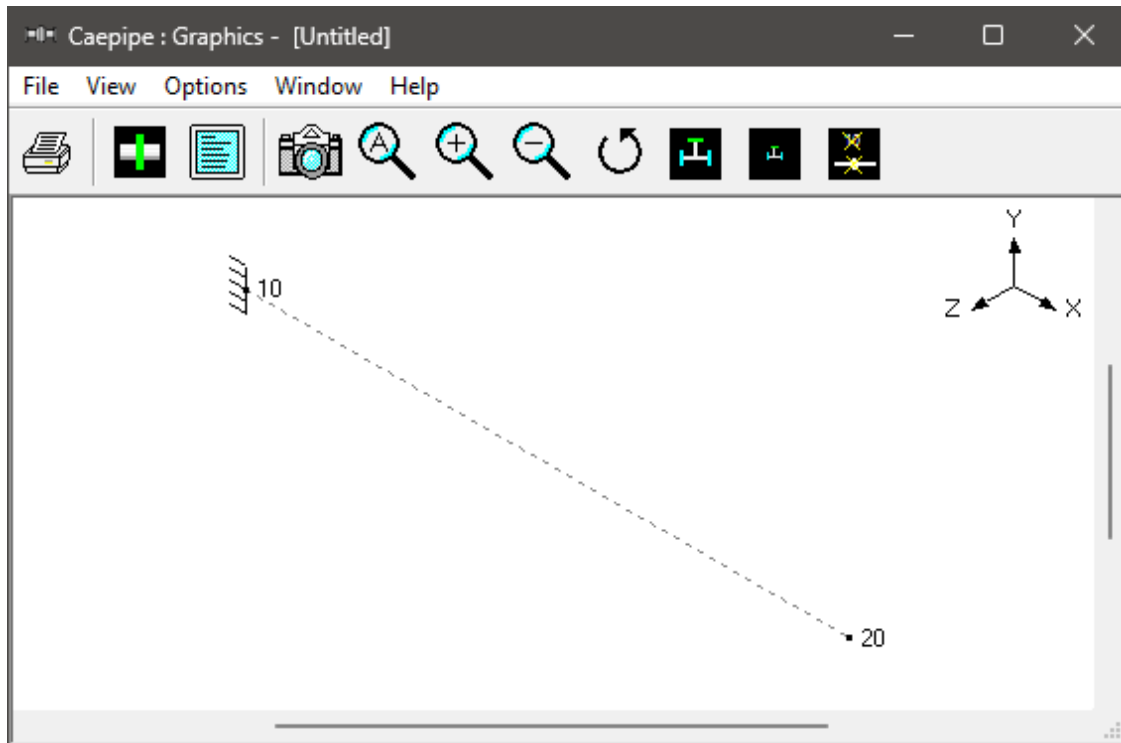 Caepipe : Graphics - [Untitled]
File View Options Window Help
A
Y
10
Z X
20